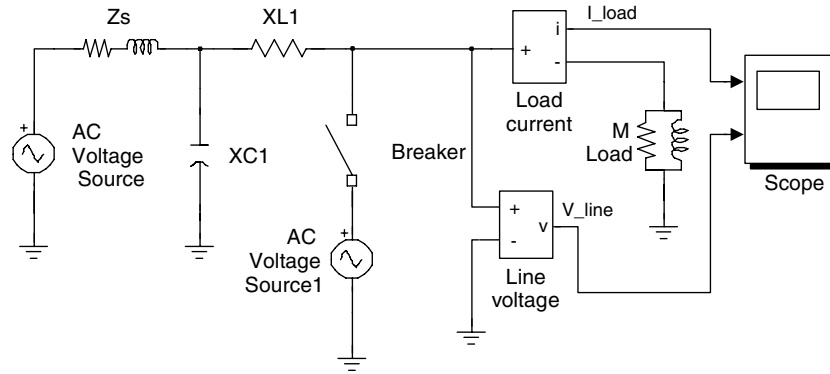 Zs
XL1
I_load
i
+
-
Load
current
+
AC
Voltage
Source
XC1
Breaker
M
Load
Scope
+
AC
Voltage
Source1
+
-
v
V_line
Line
voltage